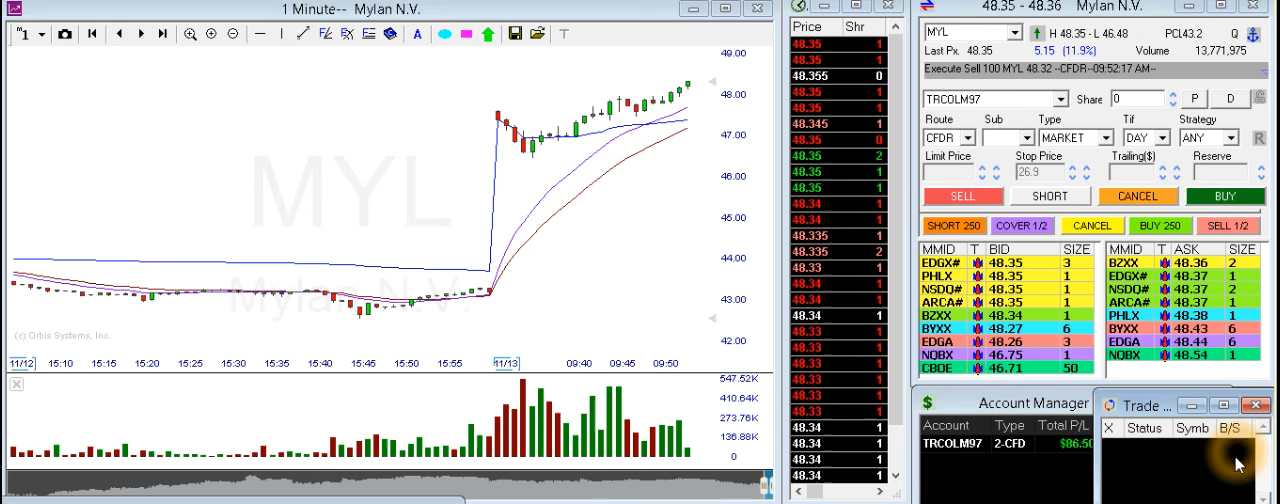 1 Minute-- Mylan N.V.
m1
A
T
49.00
48.00
47.00
46.00
45.00
44.00
43.00
42.00
MYL
Mylan N.V.
(c) Orbis Systems, Inc.
11/12 15:10 15:20 15:30 15:40 15:45 15:50 15:55 11/13 09:40 09:45 09:50
547.52K
410.64K
273.76K
136.88K
0
Price Shr
48.35 1
48.35 1
48.355 0
48.35 1
48.35 1
48.345 1
48.35 0
48.35 2
48.35 1
48.35 1
48.34 1
48.34 1
48.335 1
48.335 2
48.33 1
48.34 1
48.33 1
48.34 1
48.33 1
48.33 1
48.33 1
48.33 1
48.33 1
48.33 1
48.34 1
48.34 1
48.34 1
48.34 1
48.35 - 48.36 Mylan N.V.
MYL H 48.35 - L 46.48 PCL43.2 Q
Last Px. 48.35 5.15 (11.9%) Volume 13,771,975
Execute Sell 100 MYL 48.32 --CFDR--09:52:17 AM--
TRCOLM97 Share 0 P D
Route Sub Type Tif Strategy
CFDR MARKET DAY ANY R
Limit Price Stop Price Trailing($) Reserve
26.9
SELL SHORT CANCEL BUY
SHORT 250 COVER 1/2 CANCEL BUY 250 SELL 1/2
MMID T BID SIZE MMID T ASK SIZE
EDGX# 48.35 3 BZXX 48.36 2
PHLX 48.35 1 EDGX# 48.37 1
NSDQ# 48.35 1 NSDQ# 48.37 2
ARCA# 48.35 1 ARCA# 48.37 1
BZXX 48.34 1 PHLX 48.38 1
BYXX 48.27 6 BYXX 48.43 6
EDGA 48.26 3 EDGA 48.44 6
NQBX 46.75 1 NQBX 48.54 1
CBOE 46.71 50
$ Account Manager
Account Type Total P/L
TRCOLM97 2-CFD $86.50
Trade ...
X Status Symb B/S